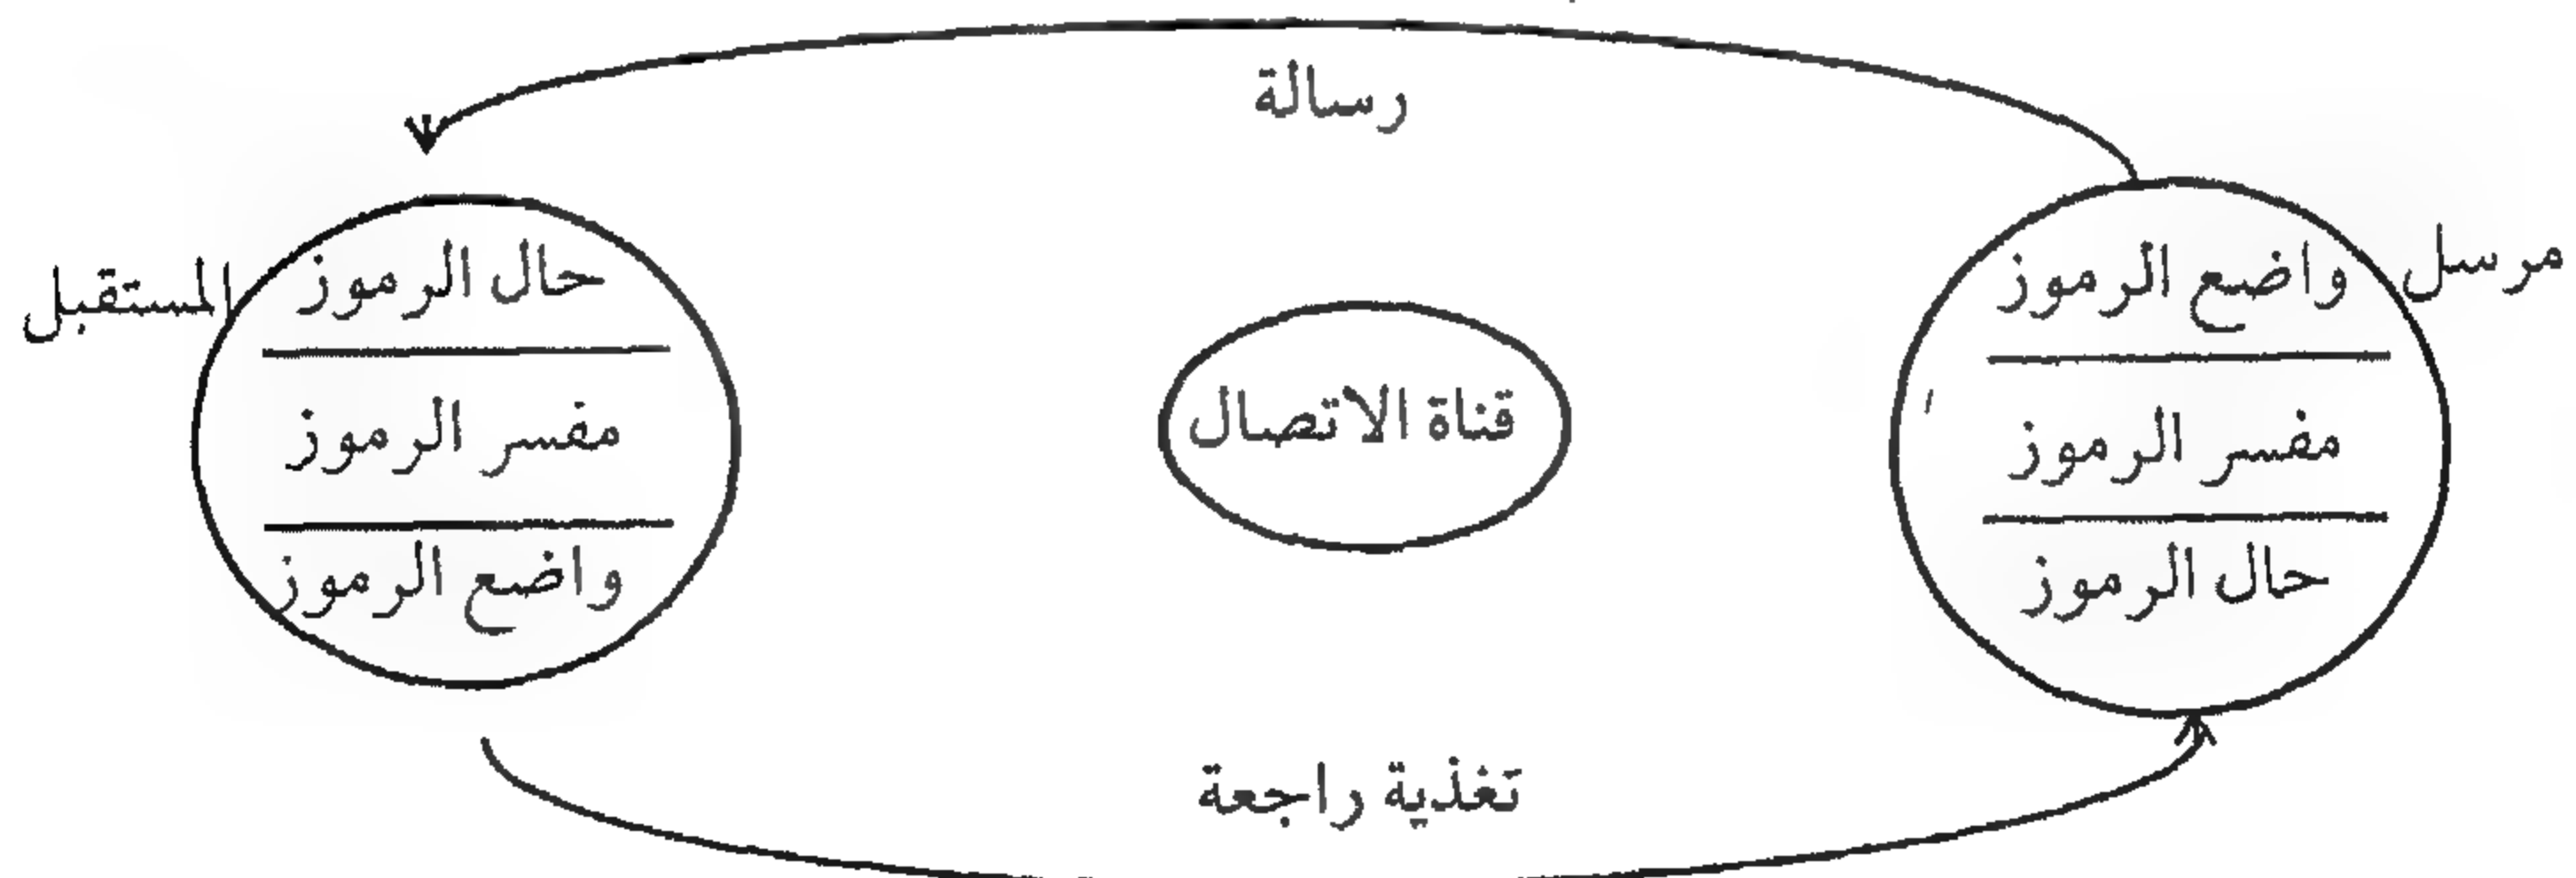 رسالة
مرسل
واضع الرموز
مفسر الرموز
حال الرموز
قناة الاتصال
المستقبل
حال الرموز
مفسر الرموز
واضع الرموز
تغذية راجعة